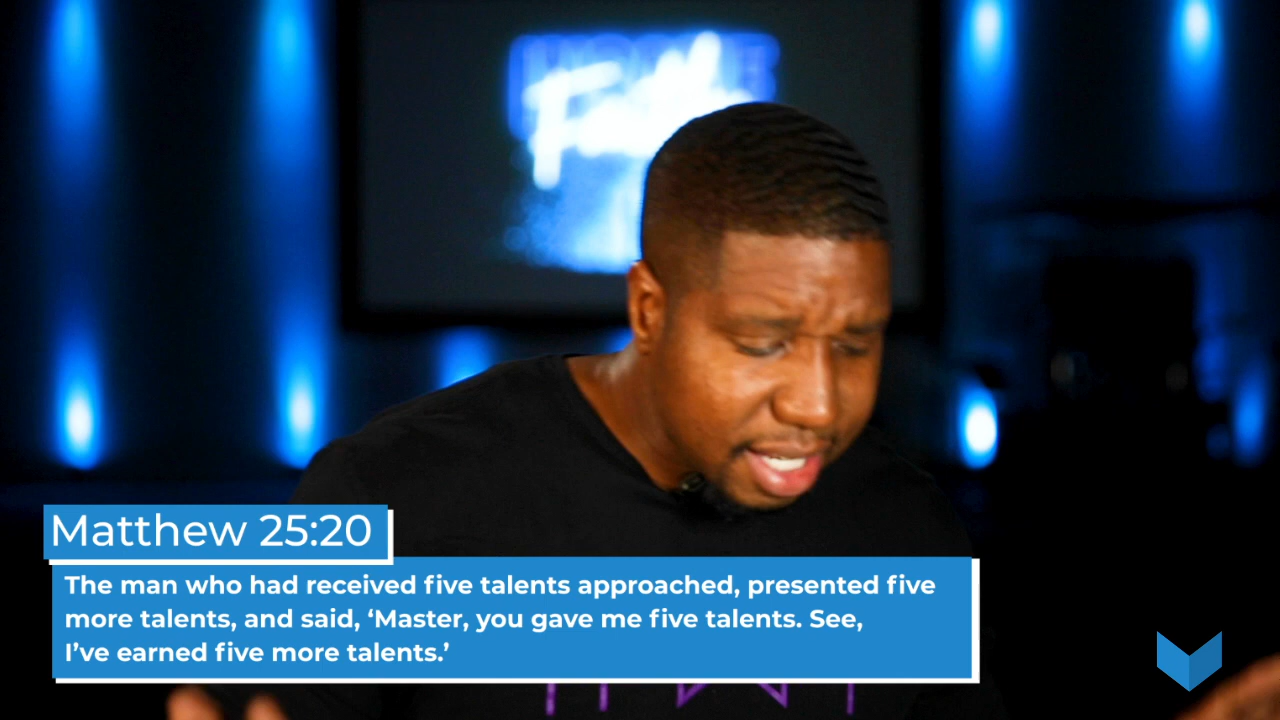 Faith
Matthew 25:20
The man who had received five talents approached, presented five
more talents, and said, ‘Master, you gave me five talents. See,
I’ve earned five more talents.’